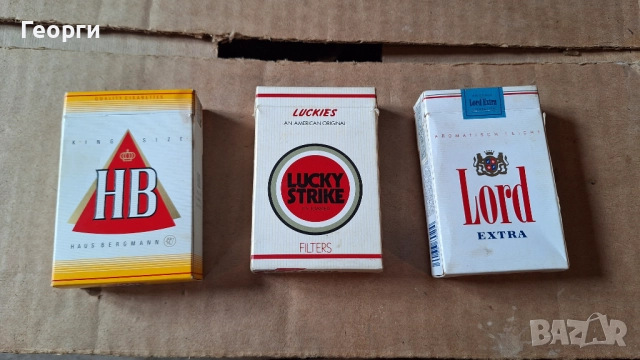 Георги
QUALITY CIGARETTES
KING SIZE
HB
HAUS BERGMANN
LUCKIES
AN AMERICAN ORIGINAL
LUCKY
STRIKE
FILTERS
Lord Extra
AROMATISCH LEICHT
Lord
EXTRA
BAZAR